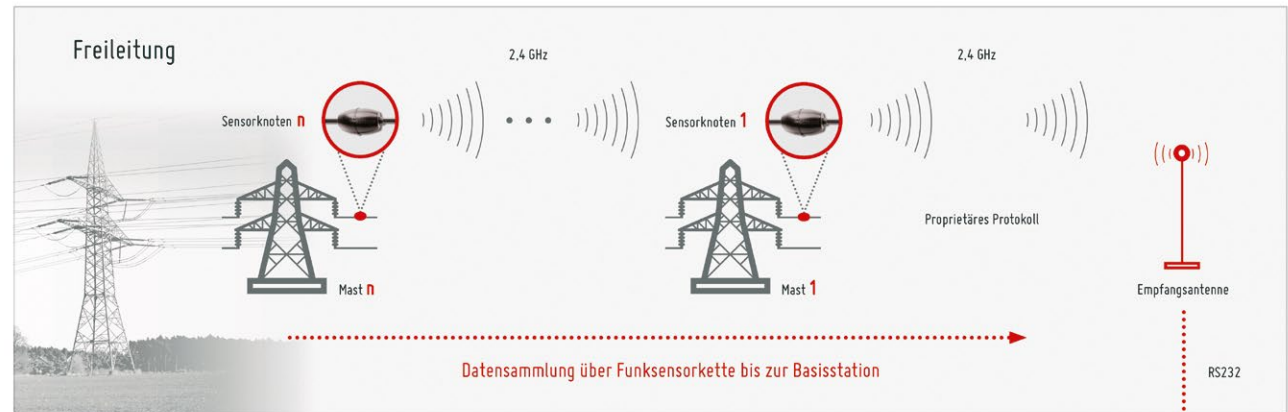 Freileitung
2,4 GHz
2,4 GHz
Sensorknoten n
Sensorknoten 1
Proprietäres Protokoll
Mast n
Mast 1
Empfangsantenne
Datensammlung über Funksensorkette bis zur Basisstation
RS232